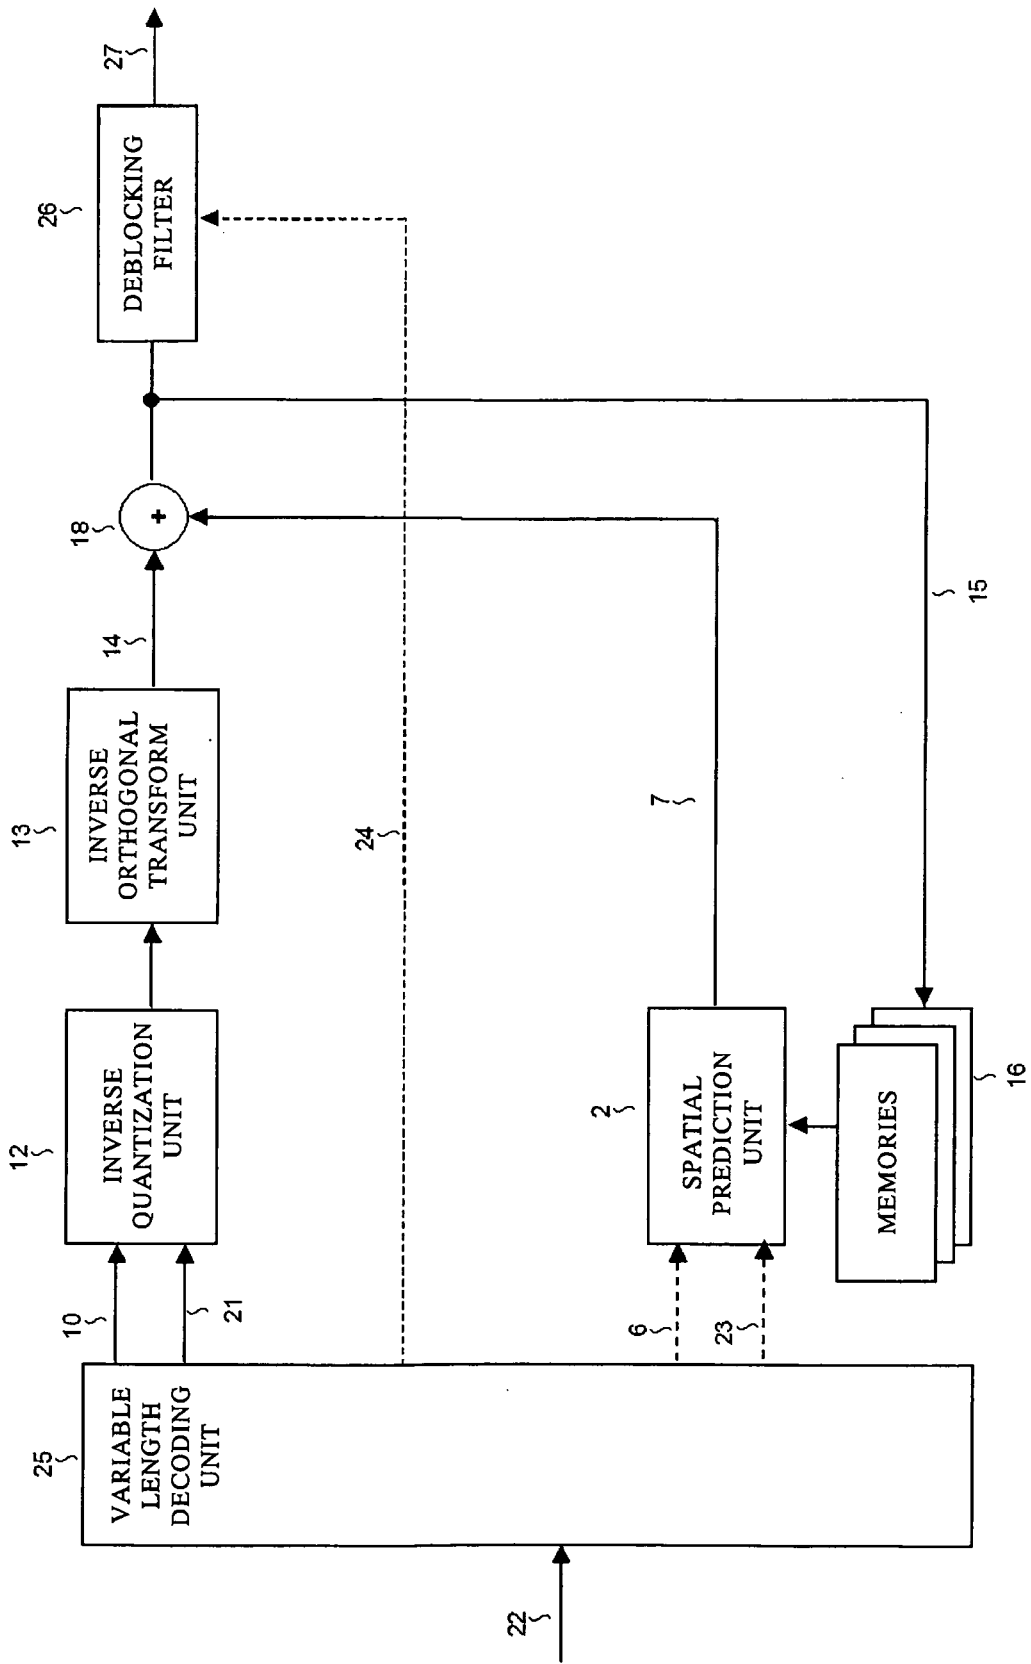 22
25
VARIABLE
LENGTH
DECODING
UNIT
10
21
6
23
12
INVERSE
QUANTIZATION
UNIT
2
SPATIAL
PREDICTION
UNIT
MEMORIES
16
13
INVERSE
ORTHOGONAL
TRANSFORM
UNIT
24
7
14
18
+
15
26
DEBLOCKING
FILTER
27